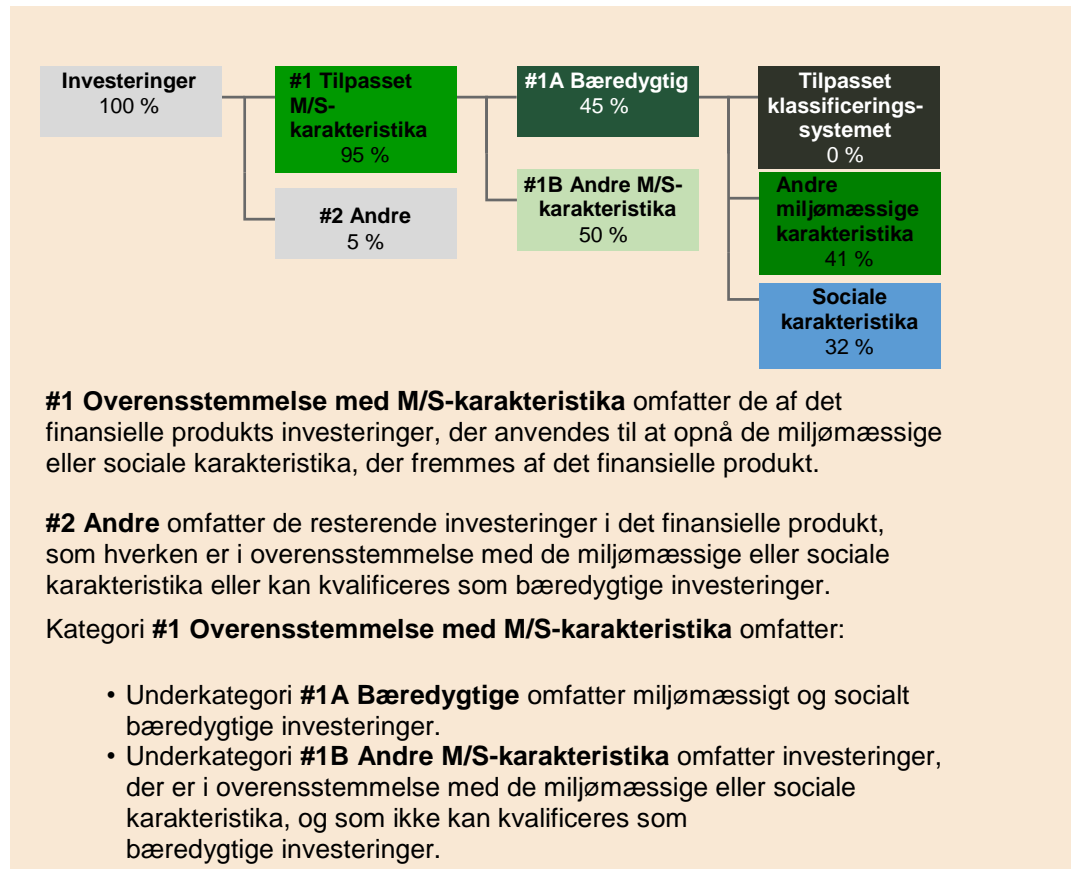 Investeringer
100 %
#1 Tilpasset
M/S-
karakteristika
95 %
#2 Andre
5 %
#1A Bæredygtig
45 %
#1B Andre M/S-
karakteristika
50 %
Tilpasset
klassificerings-
systemet
0 %
Andre
miljømæssige
karakteristika
41 %
Sociale
karakteristika
32 %
#1 Overensstemmelse med M/S-karakteristika omfatter de af det
finansielle produkts investeringer, der anvendes til at opnå de miljømæssige
eller sociale karakteristika, der fremmes af det finansielle produkt.
#2 Andre omfatter de resterende investeringer i det finansielle produkt,
som hverken er i overensstemmelse med de miljømæssige eller sociale
karakteristika eller kan kvalificeres som bæredygtige investeringer.
Kategori #1 Overensstemmelse med M/S-karakteristika omfatter:
• Underkategori #1A Bæredygtige omfatter miljømæssigt og socialt
bæredygtige investeringer.
• Underkategori #1B Andre M/S-karakteristika omfatter investeringer,
der er i overensstemmelse med de miljømæssige eller sociale
karakteristika, og som ikke kan kvalificeres som
bæredygtige investeringer.